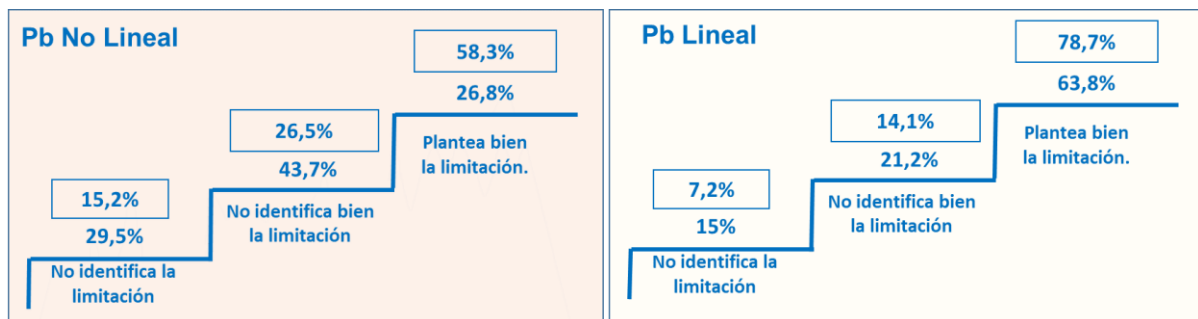 Pb No Lineal
58,3%
26,8%
Plantea bien
la limitación.
26,5%
43,7%
No identifica bien
la limitación
15,2%
29,5%
No identifica la
limitación
Pb Lineal
78,7%
63,8%
Plantea bien
la limitación.
14,1%
21,2%
No identifica bien
la limitación
7,2%
15%
No identifica la
limitación